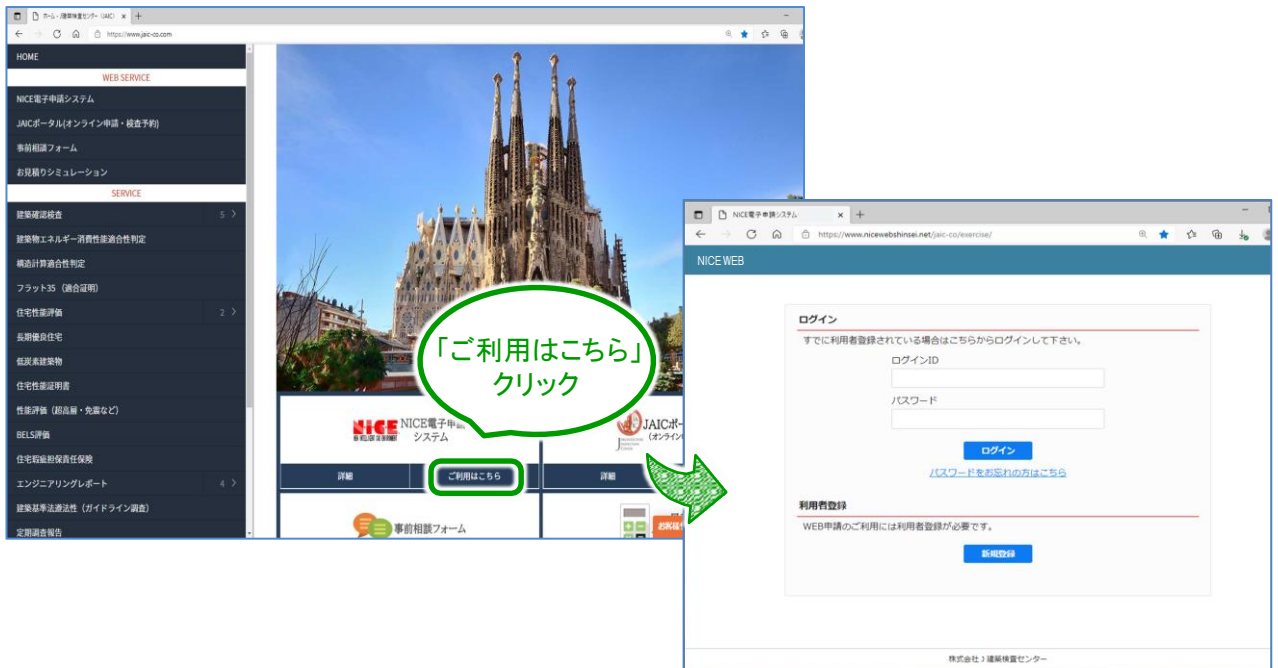 ホーム - J建築検査センター（JAIC）
https://www.jaic-co.com
HOME
WEB SERVICE
NICE電子申請システム
JAICポータル(オンライン申請・検査予約)
事前相談フォーム
お見積りシミュレーション
SERVICE
建築確認検査 5
建築物エネルギー消費性能適合性判定
構造計算適合性判定
フラット35（適合証明）
住宅性能評価 2
長期優良住宅
低炭素建築物
住宅性能証明書
性能評価（超高層・免震など）
BELS評価
住宅瑕疵担保責任保険
エンジニアリングレポート 4
建築基準法適法性（ガイドライン調査）
定期調査報告
「ご利用はこちら」
クリック
NICE
NICE電子申
システム
詳細
ご利用はこちら
JAICポー
(オンライン
詳細
事前相談フォーム
NICE電子申請システム
https://www.nicewebshinsei.net/jaic-co/exercise/
NICE WEB
ログイン
すでに利用者登録されている場合はこちらからログインして下さい。
ログインID
パスワード
ログイン
パスワードをお忘れの方はこちら
利用者登録
WEB申請のご利用には利用者登録が必要です。
新規登録
株式会社 J 建築検査センター